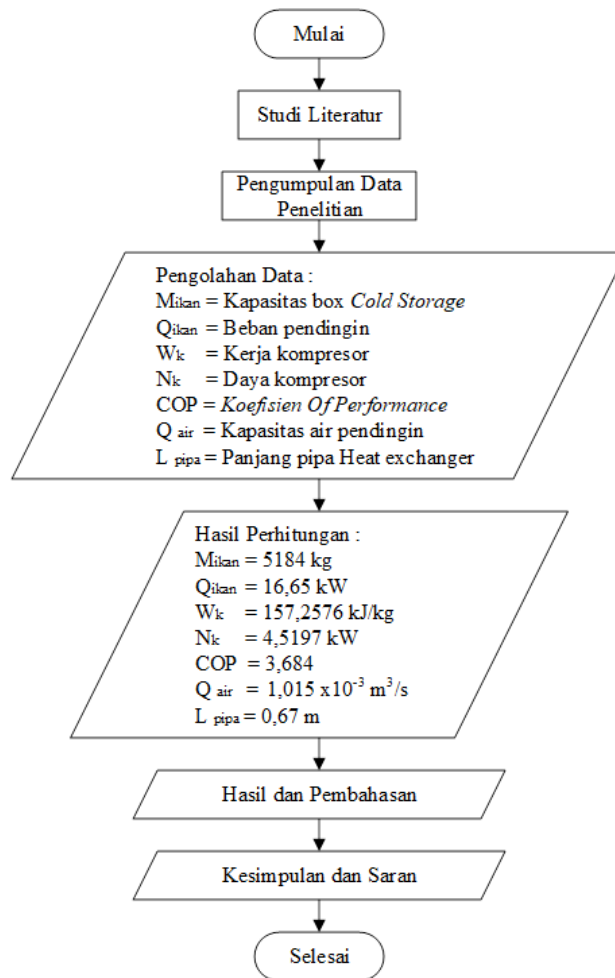 Mulai
Studi Literatur
Pengumpulan Data
Penelitian
Pengolahan Data :
Mikan = Kapasitas box Cold Storage
Qikan = Beban pendingin
Wk = Kerja kompresor
Nk = Daya kompresor
COP = Koefisien Of Performance
Q air = Kapasitas air pendingin
L pipa = Panjang pipa Heat exchanger
Hasil Perhitungan :
Mikan = 5184 kg
Qikan = 16,65 kW
Wk = 157,2576 kJ/kg
Nk = 4,5197 kW
COP = 3,684
Q air = 1,015 x10⁻³ m³/s
L pipa = 0,67 m
Hasil dan Pembahasan
Kesimpulan dan Saran
Selesai